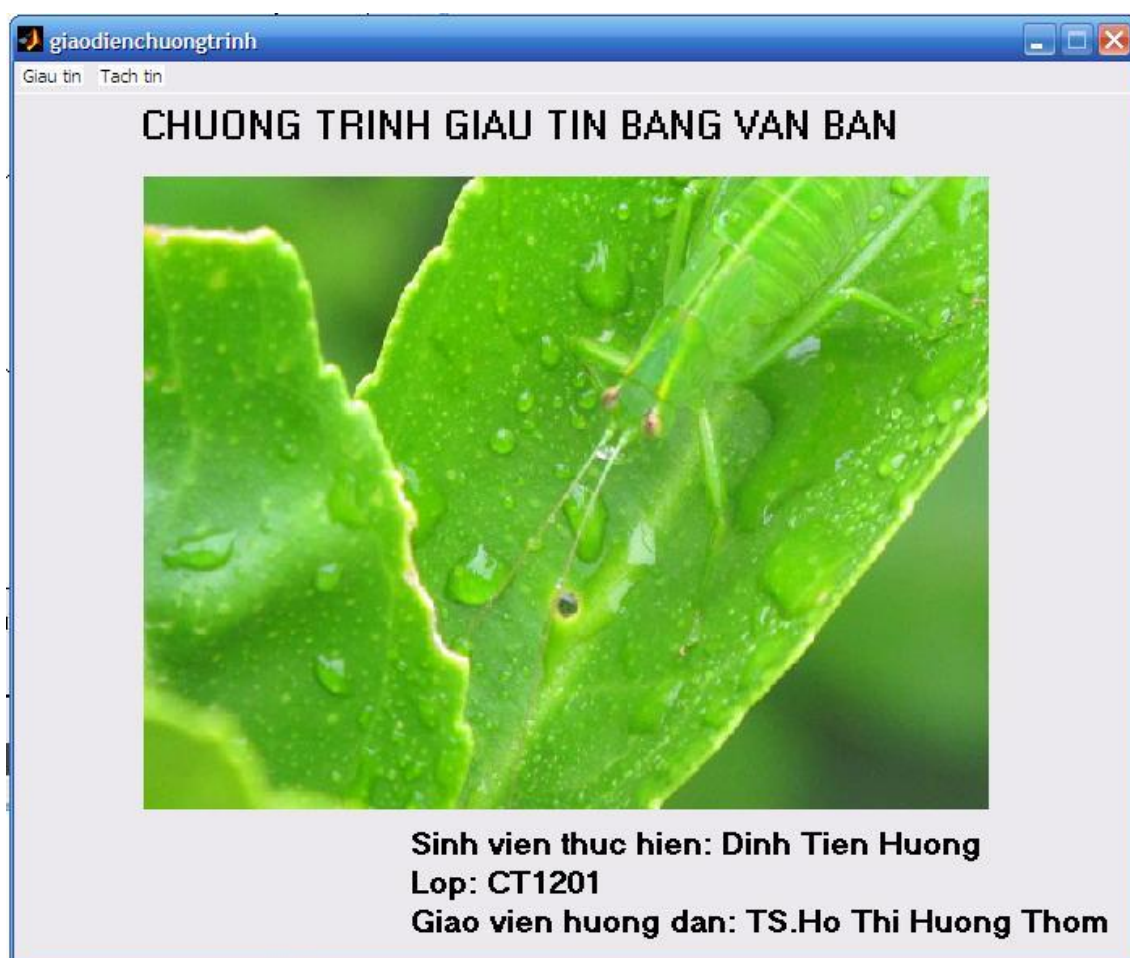 giaodienchuongtrinh
Giau tin Tach tin
CHUONG TRINH GIAU TIN BANG VAN BAN
Sinh vien thuc hien: Dinh Tien Huong
Lop: CT1201
Giao vien huong dan: TS.Ho Thi Huong Thom